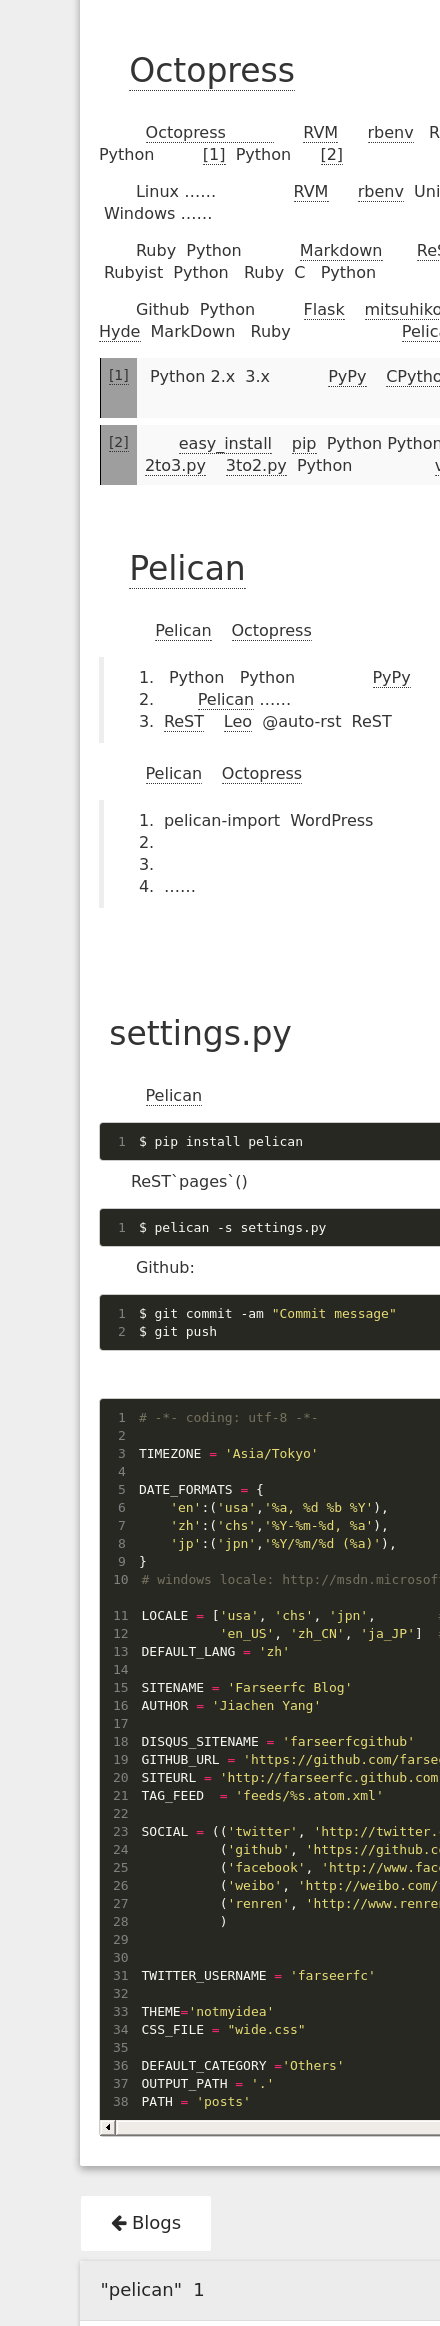 Octopress
Octopress RVM rbenv
Python [1] Python [2]
Linux …… RVM rbenv
Windows ……
Ruby Python Markdown
Rubyist Python Ruby C Python
Github Python Flask
Hyde MarkDown Ruby
[1] Python 2.x 3.x PyPy
[2] easy_install pip Python
2to3.py 3to2.py Python
Pelican
Pelican Octopress
1. Python Python PyPy
2. Pelican ……
3. ReST Leo @auto-rst ReST
Pelican Octopress
1. pelican-import WordPress
2.
3.
4. ……
settings.py
Pelican
1 $ pip install pelican
ReST`pages`()
1 $ pelican -s settings.py
Github:
1 $ git commit -am "Commit message"
2 $ git push
1 # -*- coding: utf-8 -*-
2
3 TIMEZONE = 'Asia/Tokyo'
4
5 DATE_FORMATS = {
6 'en':('usa','%a, %d %b %Y'),
7 'zh':('chs','%Y-%m-%d, %a'),
8 'jp':('jpn','%Y/%m/%d (%a)'),
9 }
10 # windows locale: http://msdn.microsof
11 LOCALE = ['usa', 'chs', 'jpn',
12 'en_US', 'zh_CN', 'ja_JP']
13 DEFAULT_LANG = 'zh'
14
15 SITENAME = 'Farseerfc Blog'
16 AUTHOR = 'Jiachen Yang'
17
18 DISQUS_SITENAME = 'farseerfcgithub'
19 GITHUB_URL = 'https://github.com/farsee
20 SITEURL = 'http://farseerfc.github.com
21 TAG_FEED = 'feeds/%s.atom.xml'
22
23 SOCIAL = (('twitter', 'http://twitter.
24 ('github', 'https://github.c
25 ('facebook', 'http://www.fac
26 ('weibo', 'http://weibo.com/
27 ('renren', 'http://www.renre
28 )
29
30
31 TWITTER_USERNAME = 'farseerfc'
32
33 THEME='notmyidea'
34 CSS_FILE = "wide.css"
35
36 DEFAULT_CATEGORY ='Others'
37 OUTPUT_PATH = '.'
38 PATH = 'posts'
Blogs
"pelican" 1